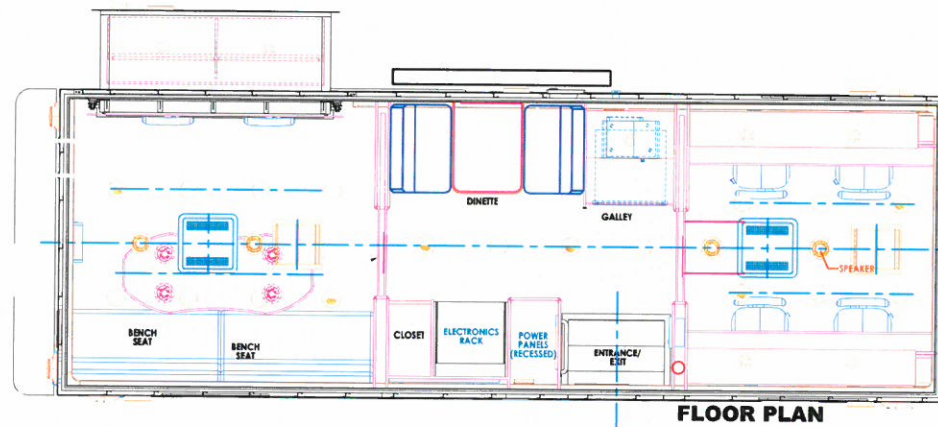 DINETTE
GALLEY
SPEAKER
BENCH
SEAT
BENCH
SEAT
CLOSET
ELECTRONICS
RACK
POWER
PANELS
(RECESSED)
ENTRANCE/
EXIT
FLOOR PLAN